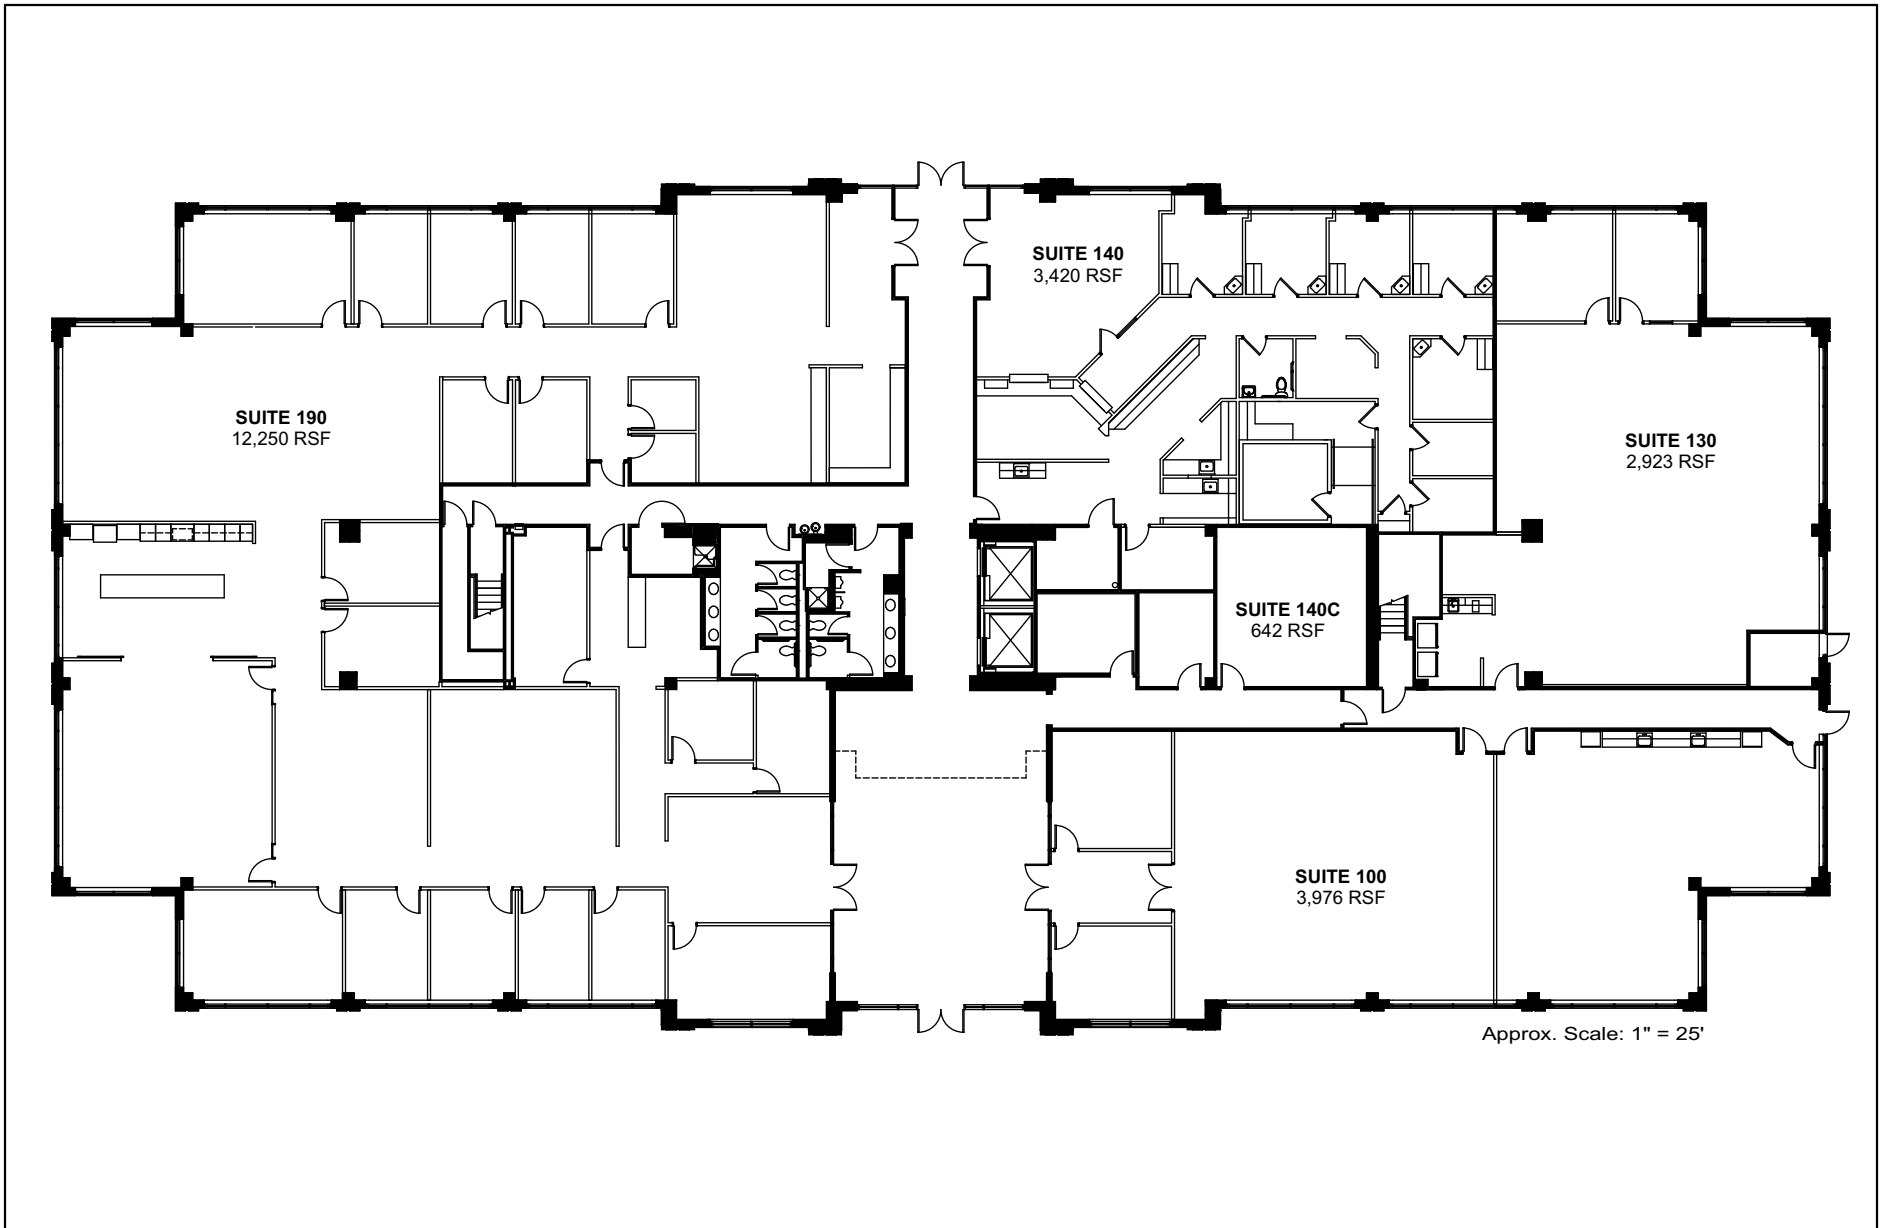 SUITE 140
3,420 RSF
SUITE 190
12,250 RSF
SUITE 130
2,923 RSF
SUITE 140C
642 RSF
SUITE 100
3,976 RSF
Approx. Scale: 1" = 25'